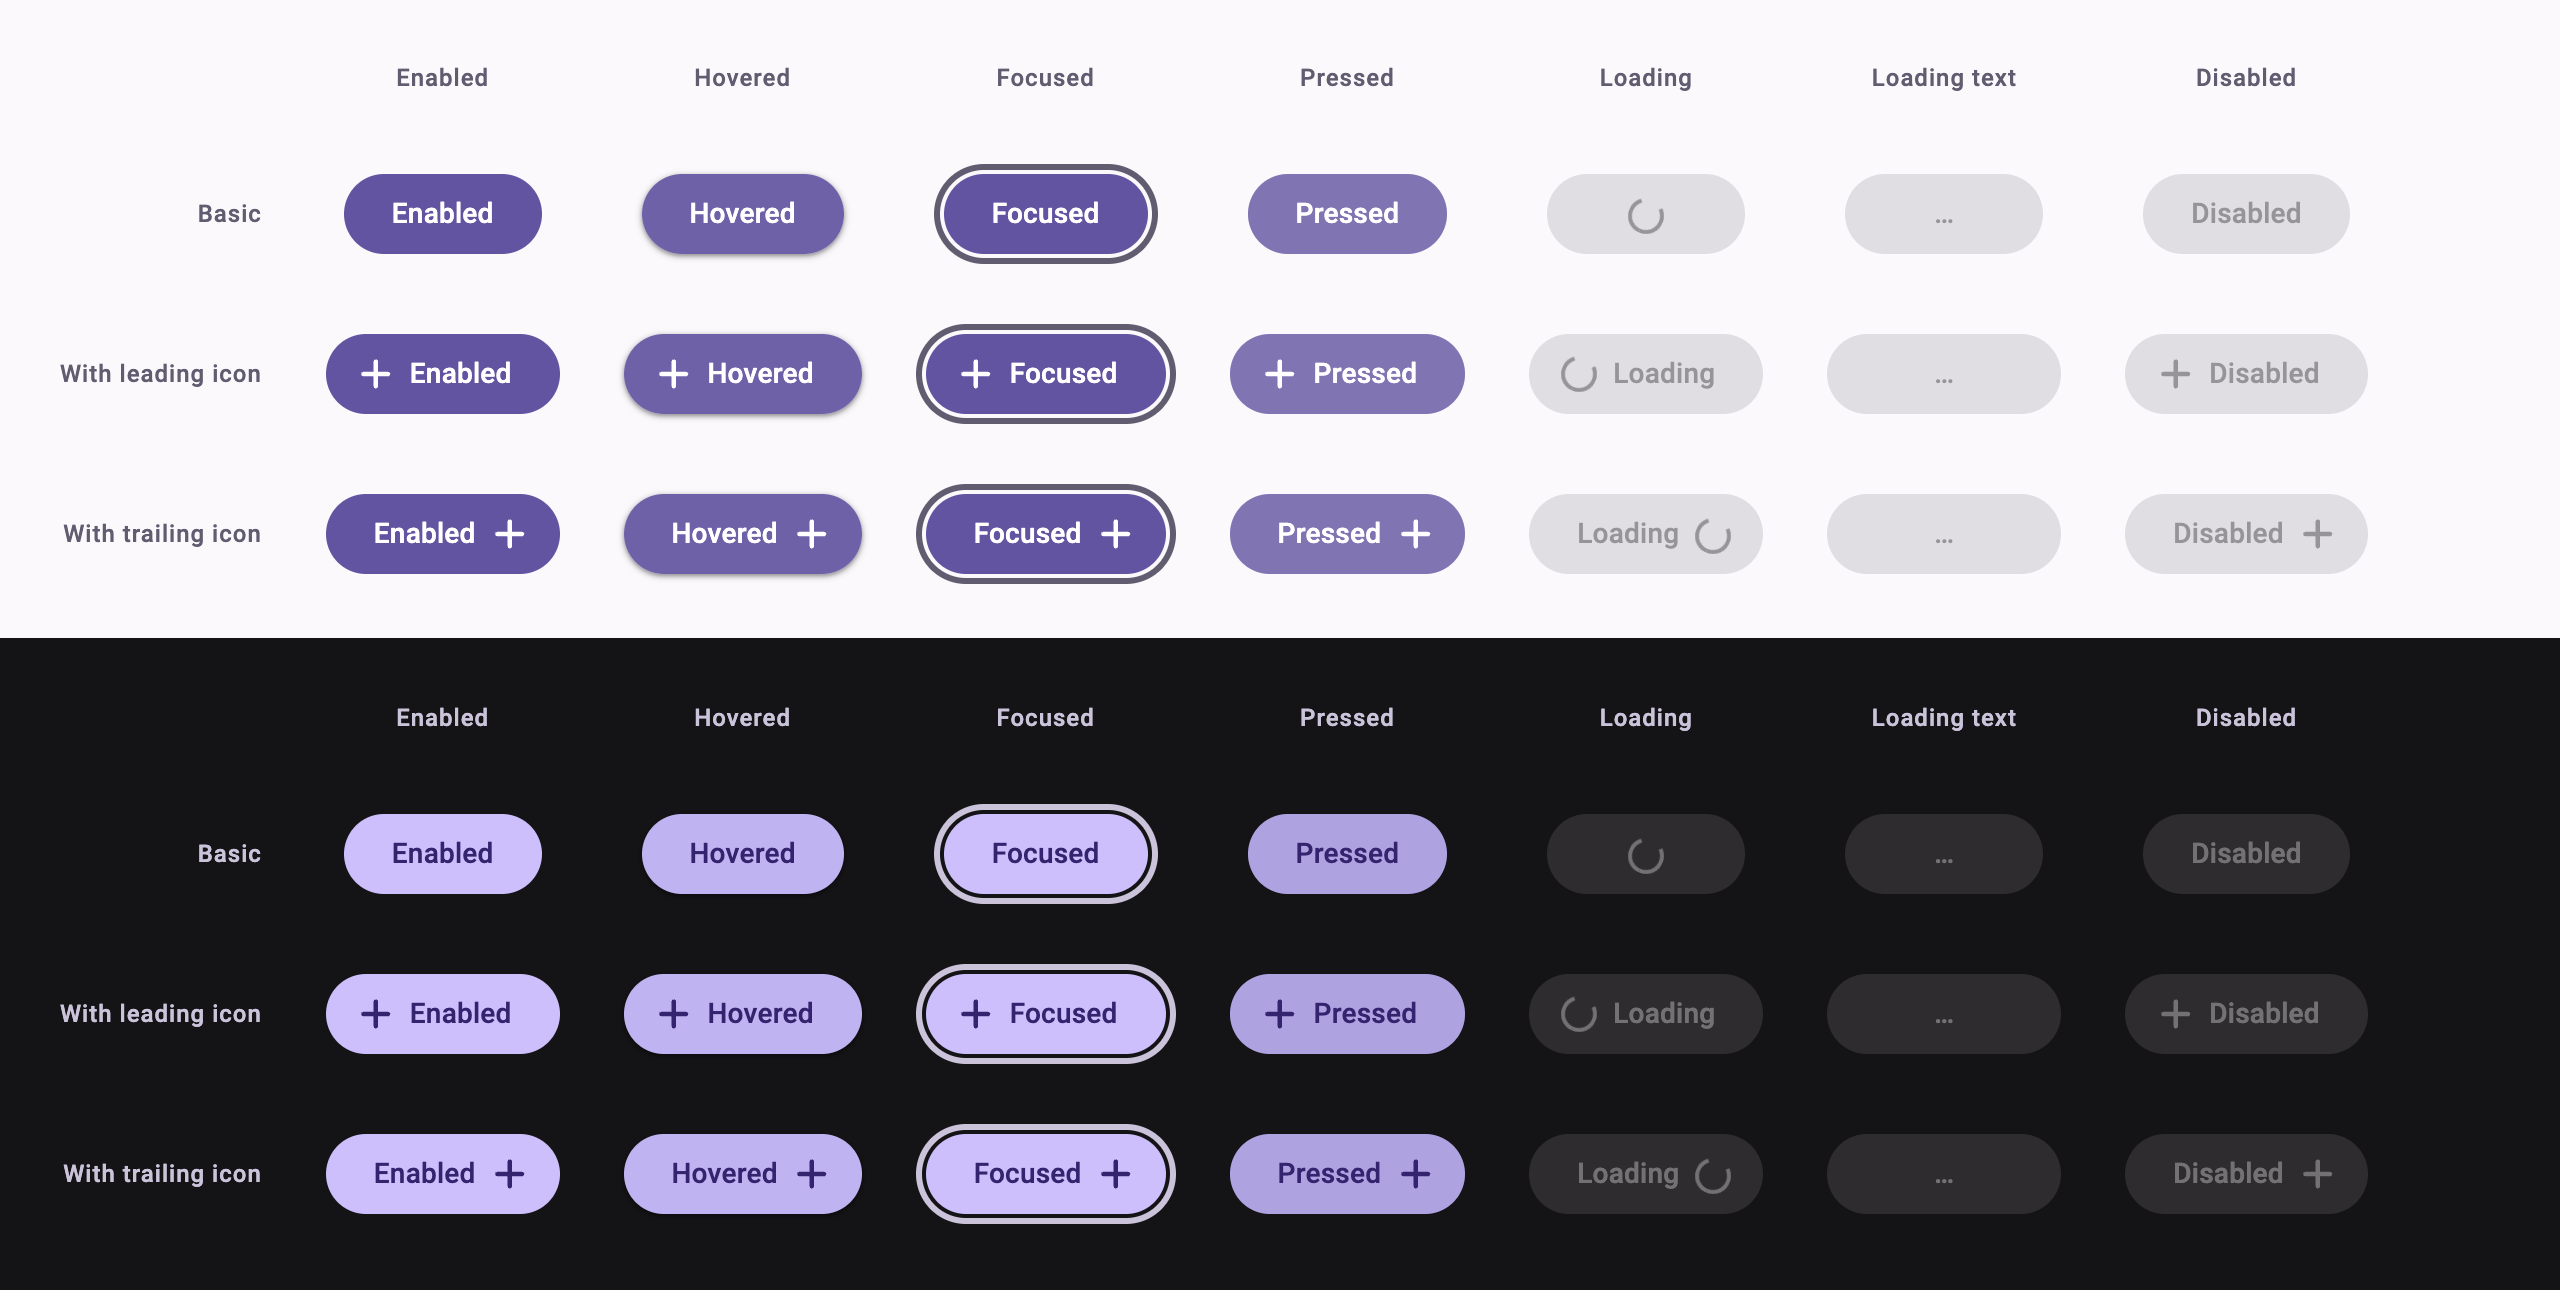 Enabled Hovered Focused Pressed Loading Loading text Disabled
Basic Enabled Hovered Focused Pressed ... Disabled
With leading icon Enabled Hovered Focused Pressed Loading ... Disabled
With trailing icon Enabled Hovered Focused Pressed Loading ... Disabled
Enabled Hovered Focused Pressed Loading Loading text Disabled
Basic Enabled Hovered Focused Pressed ... Disabled
With leading icon Enabled Hovered Focused Pressed Loading ... Disabled
With trailing icon Enabled Hovered Focused Pressed Loading ... Disabled